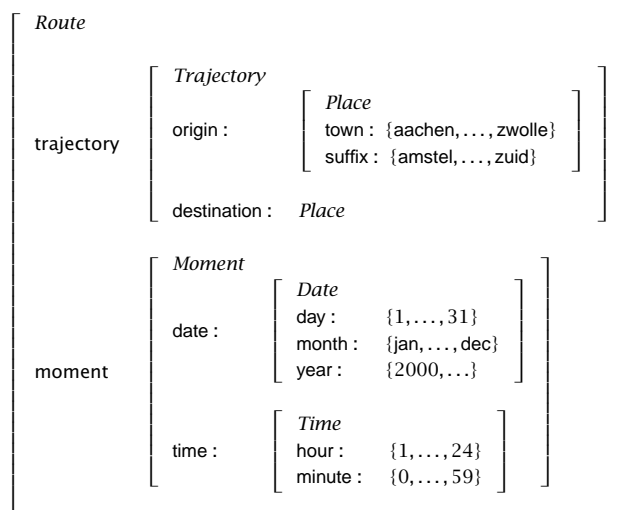 Route
Trajectory
Place
origin : town : {aachen,...,zwolle}
trajectory suffix : {amstel,...,zuid}
destination : Place
Moment
Date
day : {1,...,31}
date : month : {jan,...,dec}
moment year : {2000,...}
Time
time : hour : {1,...,24}
minute : {0,...,59}